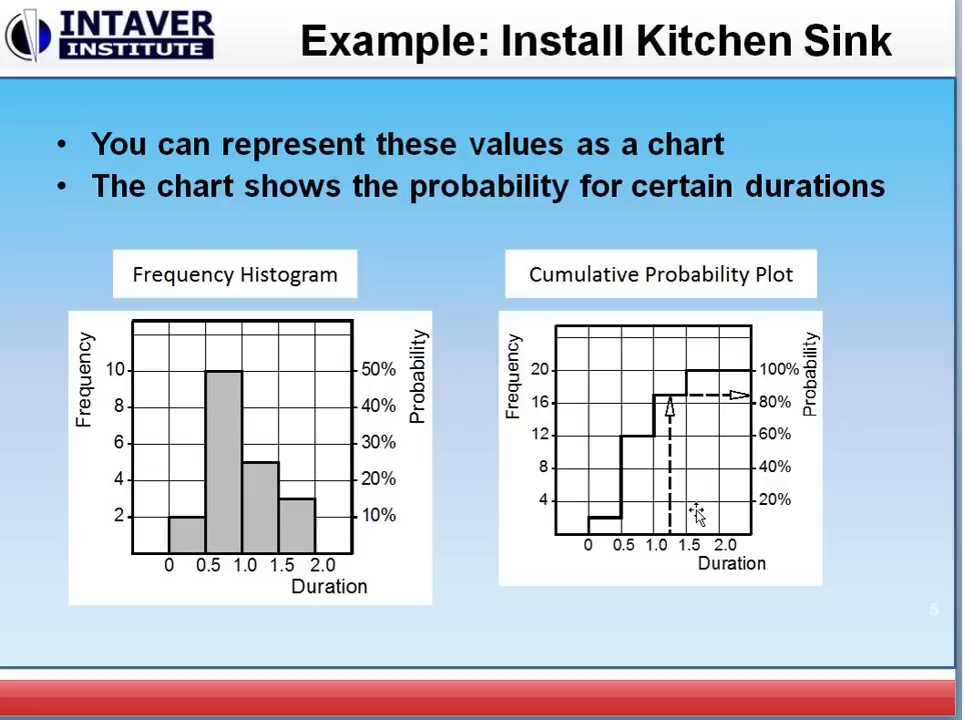 INTAVER
INSTITUTE
Example: Install Kitchen Sink
• You can represent these values as a chart
• The chart shows the probability for certain durations
Frequency Histogram
Frequency
10
8
6
4
2
50%
40%
30%
20%
10%
Probability
0 0.5 1.0 1.5 2.0
Duration
Cumulative Probability Plot
Frequency
20
16
12
8
4
100%
80%
60%
40%
20%
Probability
0 0.5 1.0 1.5 2.0
Duration
5